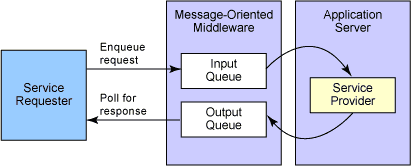 Message-Oriented
Middleware
Application
Server
Enqueue
request
Service
Requester
Input
Queue
Service
Provider
Poll for
response
Output
Queue